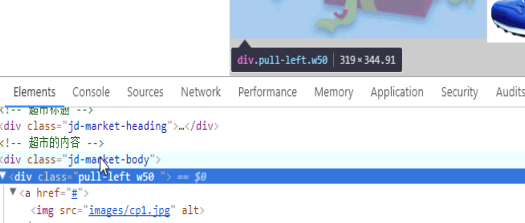 div.pull-left.w50 | 319×344.91
Elements Console Sources Network Performance Memory Application Security Audits
<!-- 超市标题 -->
<div class="jd-market-heading">…</div>
<!-- 超市的内容 -->
<div class="jd-market-body">
▼<div class="pull-left w50 "> == $0
▼<a href="#">
<img src="images/cp1.jpg" alt>